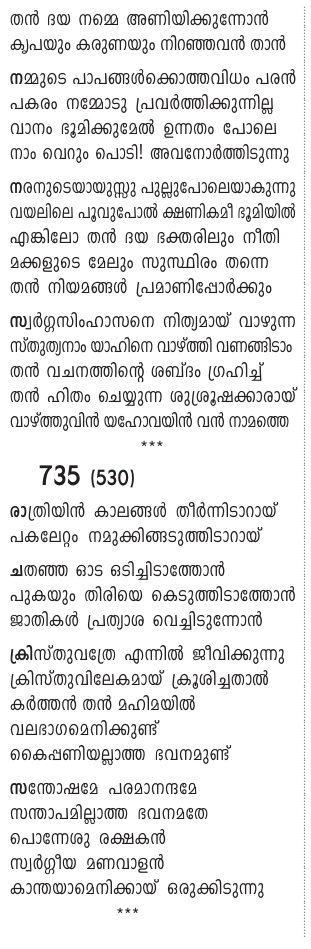 തൻ ദയ നമ്മെ അണിയിക്കുന്നോൻ
കൃപയും കരുണയും നിറഞ്ഞവൻ താൻ
നമ്മുടെ പാപങ്ങൾക്കൊത്തവിധം പരൻ
പകരം നമ്മോടു പ്രവർത്തിക്കുന്നില്ല
വാനം ഭൂമിക്കുമേൽ ഉന്നതം പോലെ
നാം വെറും പൊടി! അവനോർത്തിടുന്നു
നരനുടെയായുസ്സു പുല്ലുപോലെയാകുന്നു
വയലിലെ പൂവുപോൽ ക്ഷണികമീ ഭൂമിയിൽ
എങ്കിലോ തൻ ദയ ഭക്തരിലും നീതി
മക്കളുടെ മേലും സുസ്ഥിരം തന്നെ
തൻ നിയമങ്ങൾ പ്രമാണിപ്പോർക്കും
സ്വർഗ്ഗസിംഹാസനെ നിത്യമായ് വാഴുന്ന
സ്തുത്യനാം യാഹിനെ വാഴ്ത്തി വണങ്ങിടാം
തൻ വചനത്തിന്റെ ശബ്ദം ഗ്രഹിച്ച്
തൻ ഹിതം ചെയ്യുന്ന ശുശ്രൂഷക്കാരായ്
വാഴ്ത്തുവിൻ യഹോവയിൻ വൻ നാമത്തെ
***
735 (530)
രാത്രിയിൻ കാലങ്ങൾ തീർന്നിടാറായ്
പകലേറ്റം നമുക്കിങ്ങടുത്തിടാറായ്
ചതഞ്ഞ ഓട ഒടിച്ചിടാത്തോൻ
പുകയും തിരിയെ കെടുത്തിടാത്തോൻ
ജാതികൾ പ്രത്യാശ വെച്ചിടുന്നോൻ
ക്രിസ്തുവത്രേ എന്നിൽ ജീവിക്കുന്നു
ക്രിസ്തുവിലേകമായ് ക്രൂശിച്ചതാൽ
കർത്തൻ തൻ മഹിമയിൽ
വലഭാഗമെനിക്കുണ്ട്
കൈപ്പണിയല്ലാത്ത ഭവനമുണ്ട്
സന്തോഷമേ പരമാനന്ദമേ
സന്താപമില്ലാത്ത ഭവനമതേ
പൊന്നേശു രക്ഷകൻ
സ്വർഗ്ഗീയ മണവാളൻ
കാന്തയാമെനിക്കായ് ഒരുക്കിടുന്നു
***